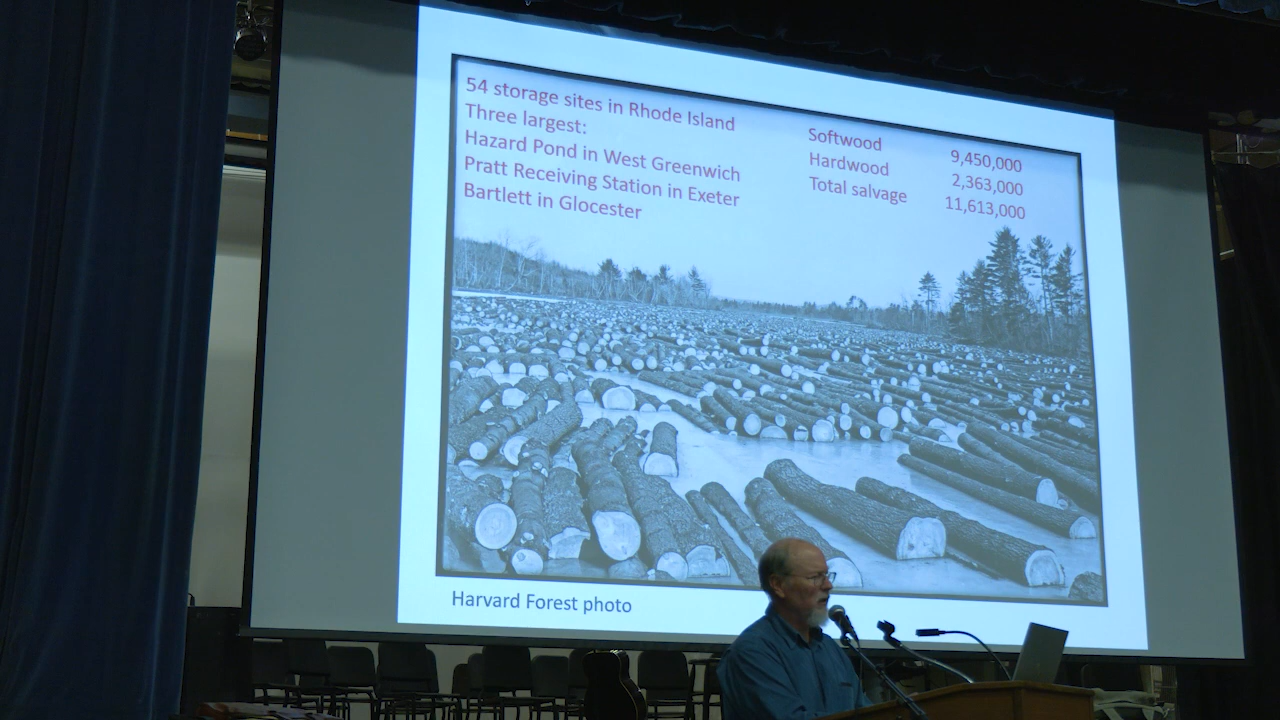 54 storage sites in Rhode Island
Three largest:
Hazard Pond in West Greenwich
Pratt Receiving Station in Exeter
Bartlett in Glocester
Softwood 9,450,000
Hardwood 2,363,000
Total salvage 11,613,000
Harvard Forest photo